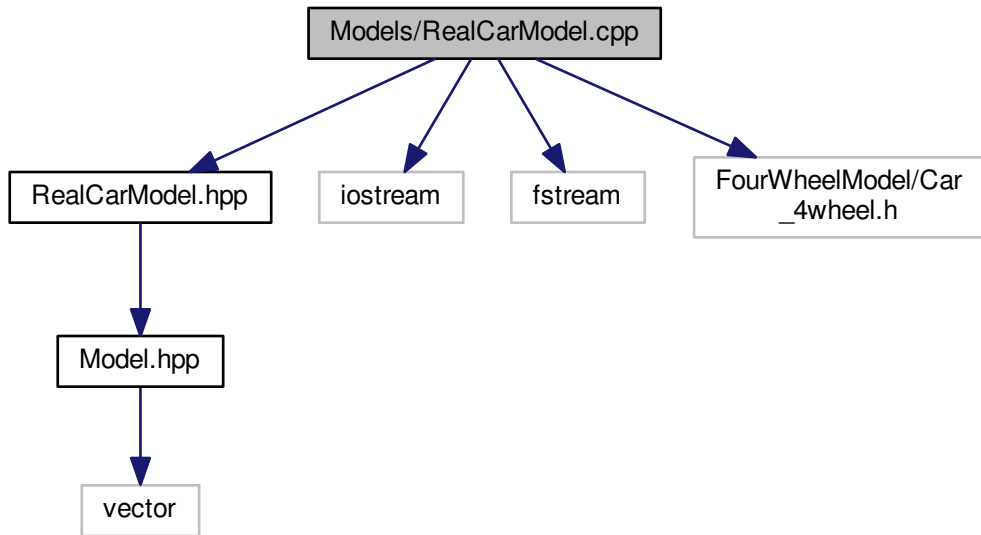 Models/RealCarModel.cpp
RealCarModel.hpp
iostream
fstream
FourWheelModel/Car
_4wheel.h
Model.hpp
vector